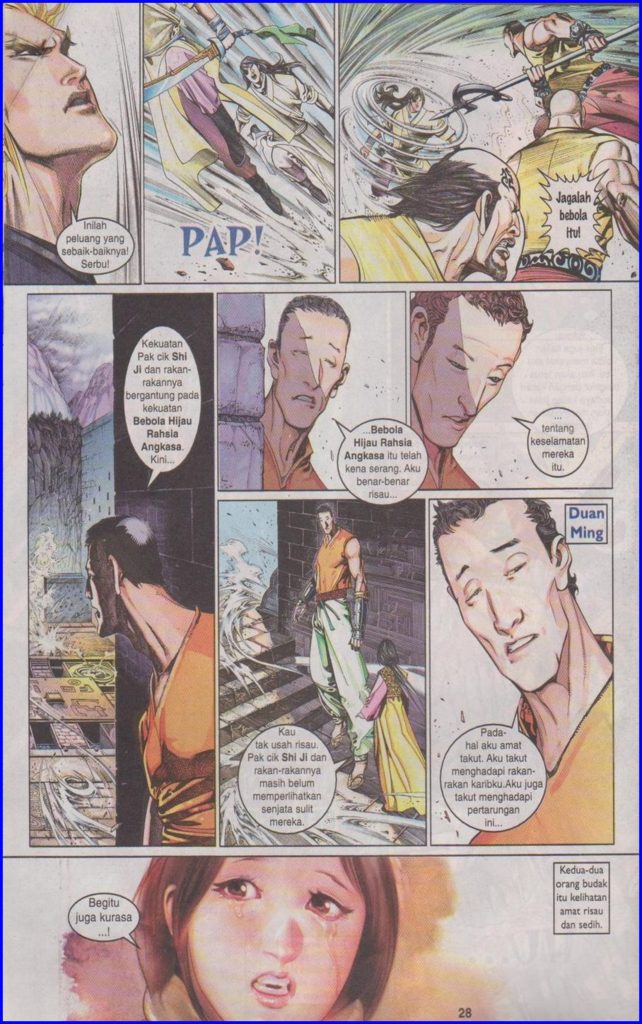 Inilah
peluang yang
sebaik-baiknya!
Serbu!
PAP!
Jagalah
bebola
itu!
Kekuatan
Pak cik Shi
Ji dan rakan-
rakannya
bergantung pada
kekuatan
Bebola Hijau
Rahsia
Angkasa.
Kini...
...Bebola
Hijau Rahsia
Angkasa itu telah
kena serang. Aku
benar-benar
risau...
...
tentang
keselamatan
mereka
itu.
Kau
tak usah risau.
Pak cik Shi Ji dan
rakan-rakannya
masih belum
memperlihatkan
senjata sulit
mereka.
Duan
Ming
Pada-
hal aku amat
takut. Aku takut
menghadapi rakan-
rakan karibku.Aku juga
takut menghadapi
pertarungan
ini...
Begitu
juga kurasa
...!
Kedua-dua
orang budak
itu kelihatan
amat risau
dan sedih.
28